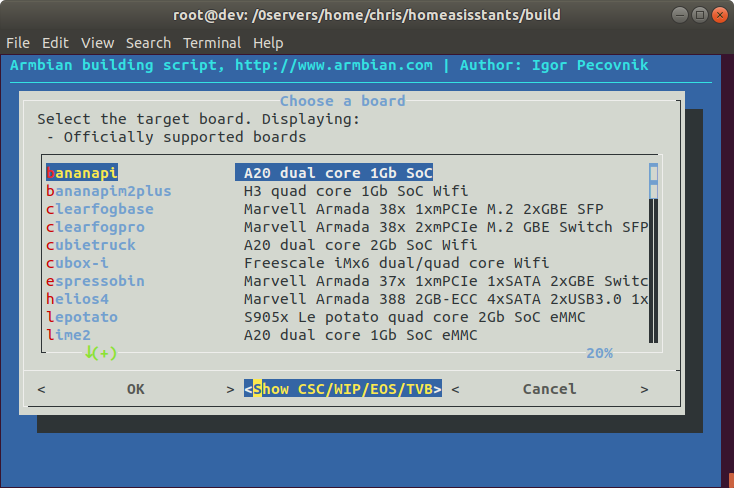 root@dev: /0servers/home/chris/homeasisstants/build
File Edit View Search Terminal Help
Armbian building script, http://www.armbian.com | Author: Igor Pecovnik
Choose a board
Select the target board. Displaying:
- Officially supported boards
bananapi A20 dual core 1Gb SoC
bananapim2plus H3 quad core 1Gb SoC Wifi
clearfogbase Marvell Armada 38x 1xmPCIe M.2 2xGBE SFP
clearfogpro Marvell Armada 38x 2xmPCIe M.2 GBE Switch SFP
cubietruck A20 dual core 2Gb SoC Wifi
cubox-i Freescale iMx6 dual/quad core Wifi
espressobin Marvell Armada 37x 1xmPCIe 1xSATA 2xGBE Switc
helios4 Marvell Armada 388 2GB-ECC 4xSATA 2xUSB3.0 1x
lepotato S905x Le potato quad core 2Gb SoC eMMC
lime2 A20 dual core 1Gb SoC eMMC
↓(+) 20%
< OK > <Show CSC/WIP/EOS/TVB> < Cancel >